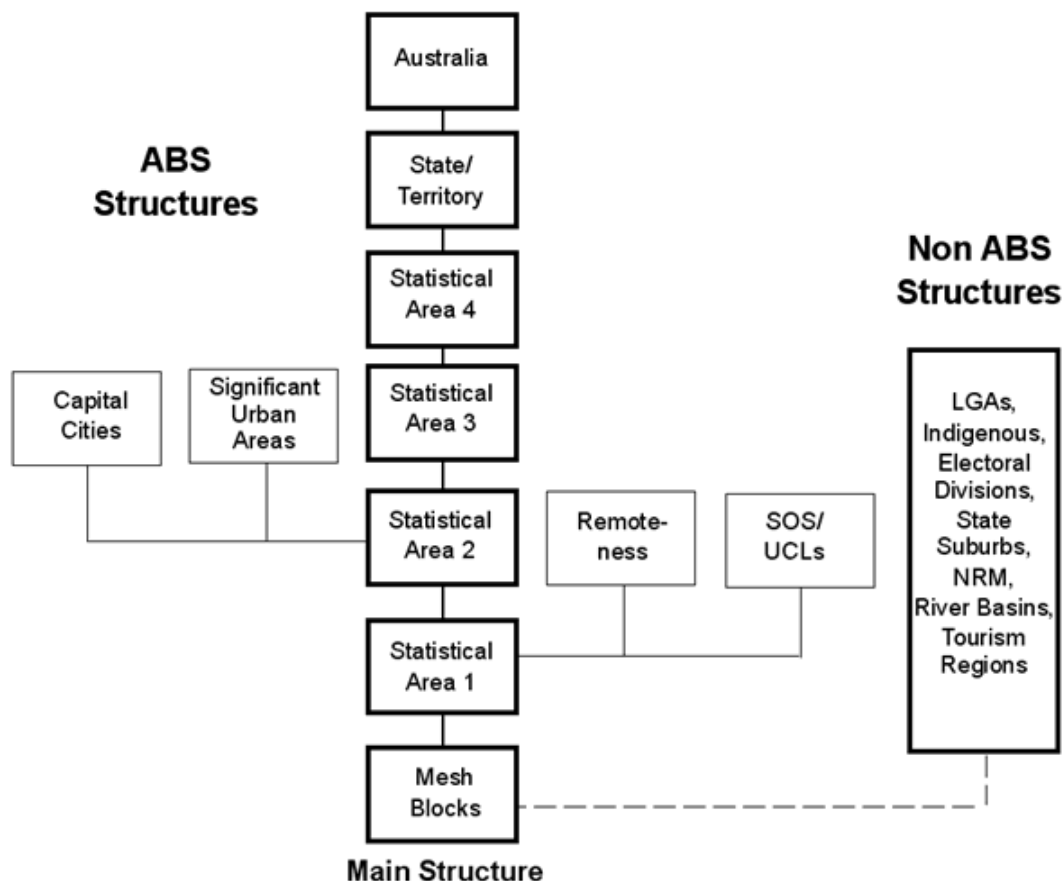 Australia
ABS
Structures
State/
Territory
Non ABS
Structures
Statistical
Area 4
Capital
Cities
Significant
Urban
Areas
Statistical
Area 3
LGAs,
Indigenous,
Electoral
Divisions,
State
Suburbs,
NRM,
River Basins,
Tourism
Regions
Statistical
Area 2
Remote-
ness
SOS/
UCLs
Statistical
Area 1
Mesh
Blocks
Main Structure